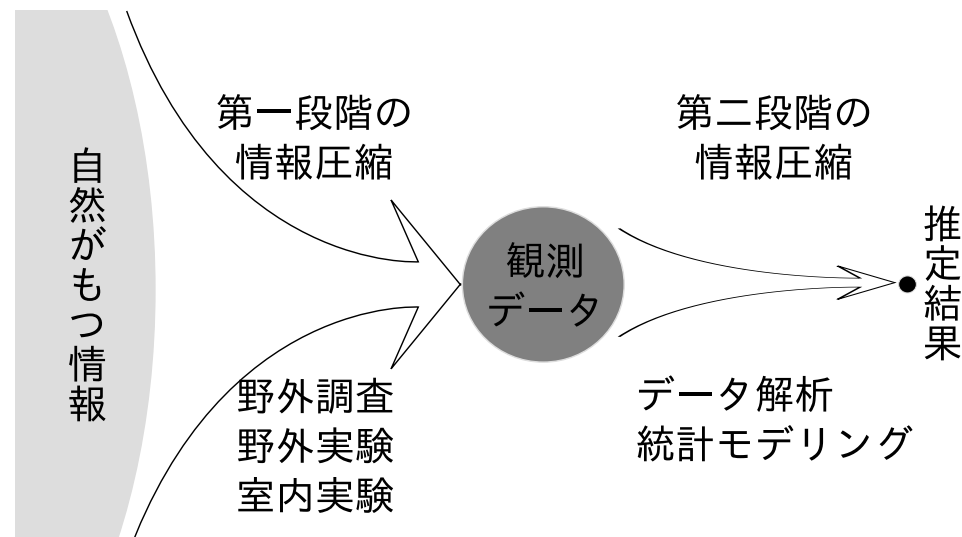 自然がもつ情報
第一段階の
情報圧縮
野外調査
野外実験
室内実験
観測
データ
第二段階の
情報圧縮
データ解析
統計モデリング
推定結果